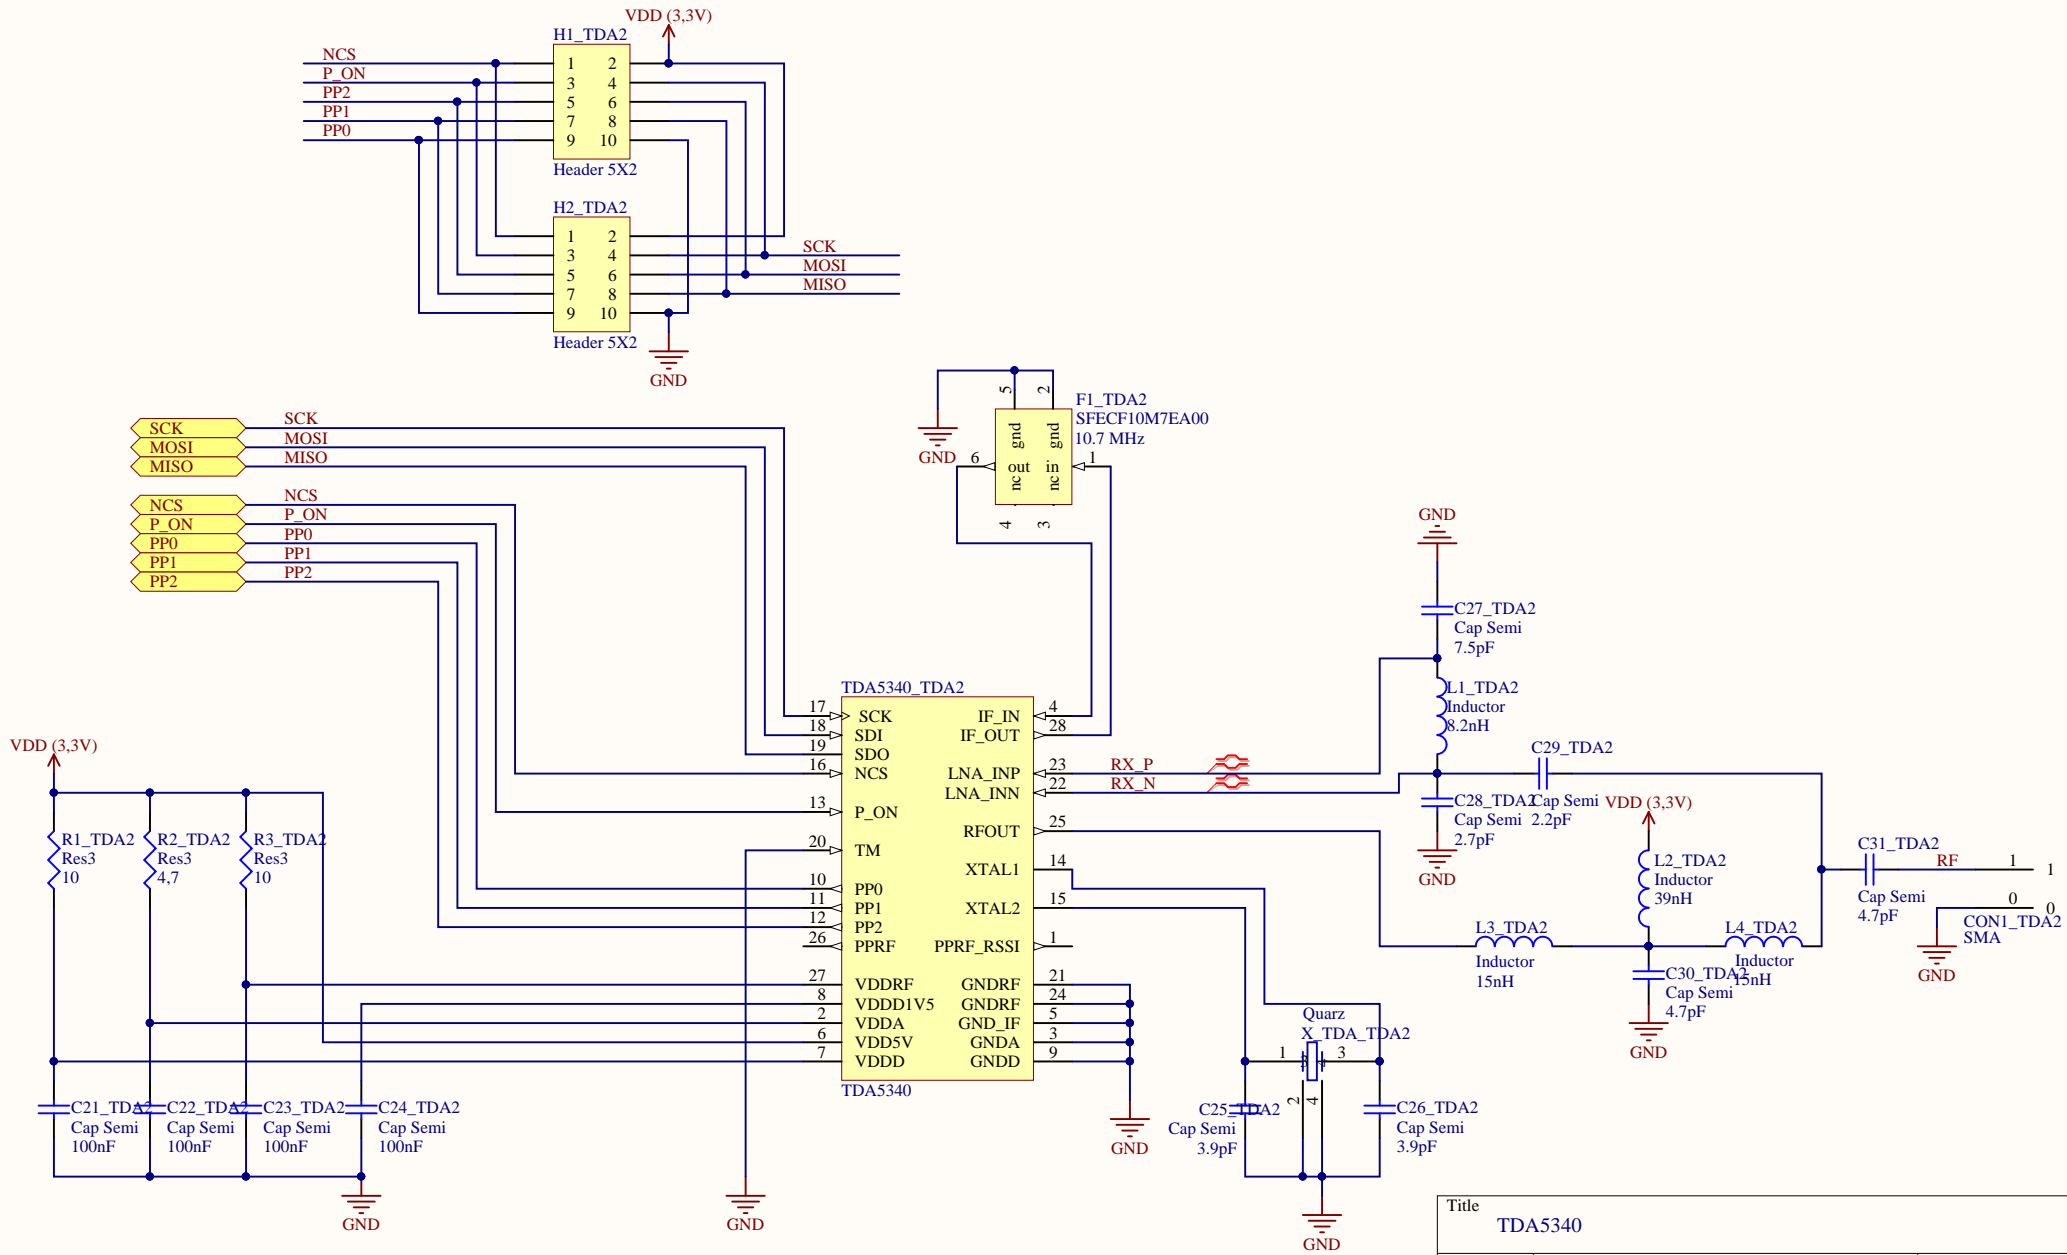 VDD (3,3V)
H1_TDA2
NCS
P_ON
PP2
PP1
PP0
1 2
3 4
5 6
7 8
9 10
Header 5X2
H2_TDA2
1 2
3 4
5 6
7 8
9 10
SCK
MOSI
MISO
Header 5X2
GND
SCK SCK
MOSI MOSI
MISO MISO
NCS NCS
P_ON P_ON
PP0 PP0
PP1 PP1
PP2 PP2
5 2
F1_TDA2
SFECF10M7EA00
10.7 MHz
gnd gnd
GND
6 out in 1
nc nc
4 3
GND
C27_TDA2
Cap Semi
7.5pF
L1_TDA2
Inductor
8.2nH
C29_TDA2
Cap Semi
2.2pF
C28_TDA2
Cap Semi
2.7pF
GND
TDA5340_TDA2
17 SCK IF_IN 4
18 SDI IF_OUT 28
19 SDO
16 NCS LNA_INP 23 RX_P
LNA_INN 22 RX_N
13 P_ON RFOUT 25
20 TM XTAL1 14
10 PP0
11 PP1 XTAL2 15
12 PP2
26 PPRF PPRF_RSSI 1
27 VDDRF GNDRF 21
8 VDDD1V5 GNDRF 24
2 VDDA GND_IF 5
6 VDD5V GNDA 3
7 VDDD GNDD 9
TDA5340
GND
VDD (3,3V)
R1_TDA2
Res3
10
R2_TDA2
Res3
4,7
R3_TDA2
Res3
10
C21_TDA2
Cap Semi
100nF
C22_TDA2
Cap Semi
100nF
C23_TDA2
Cap Semi
100nF
C24_TDA2
Cap Semi
100nF
GND
GND
VDD (3,3V)
L2_TDA2
Inductor
39nH
L3_TDA2
Inductor
15nH
L4_TDA2
Inductor
15nH
C30_TDA2
Cap Semi
4.7pF
GND
C31_TDA2
Cap Semi
4.7pF
RF 1 1
0 0
CON1_TDA2
SMA
GND
Quarz
X_TDA_TDA2
1 3
2 4
C25_TDA2
Cap Semi
3.9pF
C26_TDA2
Cap Semi
3.9pF
GND
Title
TDA5340